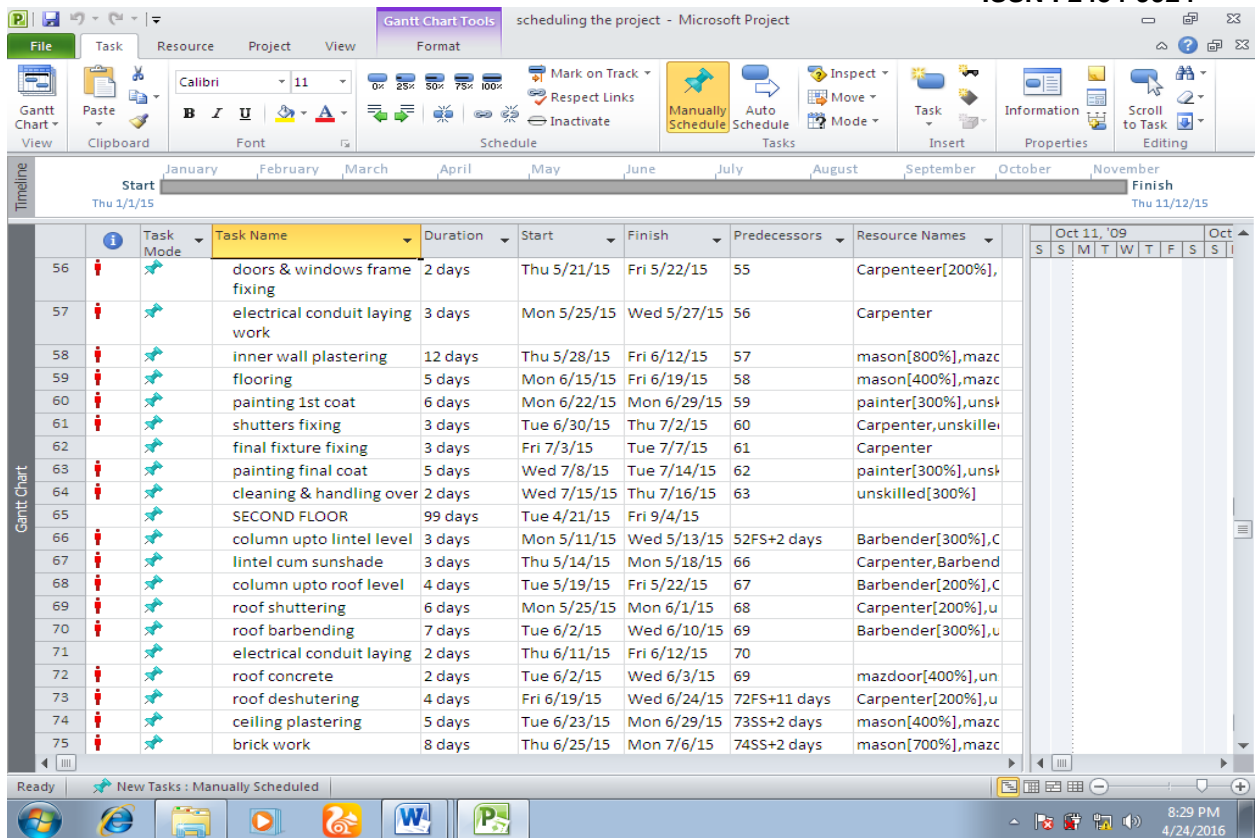 Gantt Chart Tools scheduling the project - Microsoft Project
File Task Resource Project View Format
Gantt Chart
Paste
Calibri 11
B I U A
0% 25% 50% 75% 100%
Mark on Track
Respect Links
Inactivate
Manually Schedule
Auto Schedule
Inspect
Move
Mode
Task
Information
Scroll to Task
View Clipboard Font Schedule Tasks Insert Properties Editing
Timeline
January February March April May June July August September October November
Start Finish
Thu 1/1/15 Thu 11/12/15
Task Mode Task Name Duration Start Finish Predecessors Resource Names Oct 11, '09 Oct
S S M T W T F S S
Gantt Chart
56 doors & windows frame fixing 2 days Thu 5/21/15 Fri 5/22/15 55 Carpenteer[200%],
57 electrical conduit laying work 3 days Mon 5/25/15 Wed 5/27/15 56 Carpenter
58 inner wall plastering 12 days Thu 5/28/15 Fri 6/12/15 57 mason[800%],mazc
59 flooring 5 days Mon 6/15/15 Fri 6/19/15 58 mason[400%],mazc
60 painting 1st coat 6 days Mon 6/22/15 Mon 6/29/15 59 painter[300%],unsk
61 shutters fixing 3 days Tue 6/30/15 Thu 7/2/15 60 Carpenter,unskille
62 final fixture fixing 3 days Fri 7/3/15 Tue 7/7/15 61 Carpenter
63 painting final coat 5 days Wed 7/8/15 Tue 7/14/15 62 painter[300%],unsk
64 cleaning & handling over 2 days Wed 7/15/15 Thu 7/16/15 63 unskilled[300%]
65 SECOND FLOOR 99 days Tue 4/21/15 Fri 9/4/15
66 column upto lintel level 3 days Mon 5/11/15 Wed 5/13/15 52FS+2 days Barbender[300%],C
67 lintel cum sunshade 3 days Thu 5/14/15 Mon 5/18/15 66 Carpenter,Barbend
68 column upto roof level 4 days Tue 5/19/15 Fri 5/22/15 67 Barbender[200%],C
69 roof shuttering 6 days Mon 5/25/15 Mon 6/1/15 68 Carpenter[200%],u
70 roof barbending 7 days Tue 6/2/15 Wed 6/10/15 69 Barbender[300%],u
71 electrical conduit laying 2 days Thu 6/11/15 Fri 6/12/15 70
72 roof concrete 2 days Tue 6/2/15 Wed 6/3/15 69 mazdoor[400%],un
73 roof deshutering 4 days Fri 6/19/15 Wed 6/24/15 72FS+11 days Carpenter[200%],u
74 ceiling plastering 5 days Tue 6/23/15 Mon 6/29/15 73SS+2 days mason[400%],mazc
75 brick work 8 days Thu 6/25/15 Mon 7/6/15 74SS+2 days mason[700%],mazc
Ready New Tasks : Manually Scheduled
8:29 PM
4/24/2016